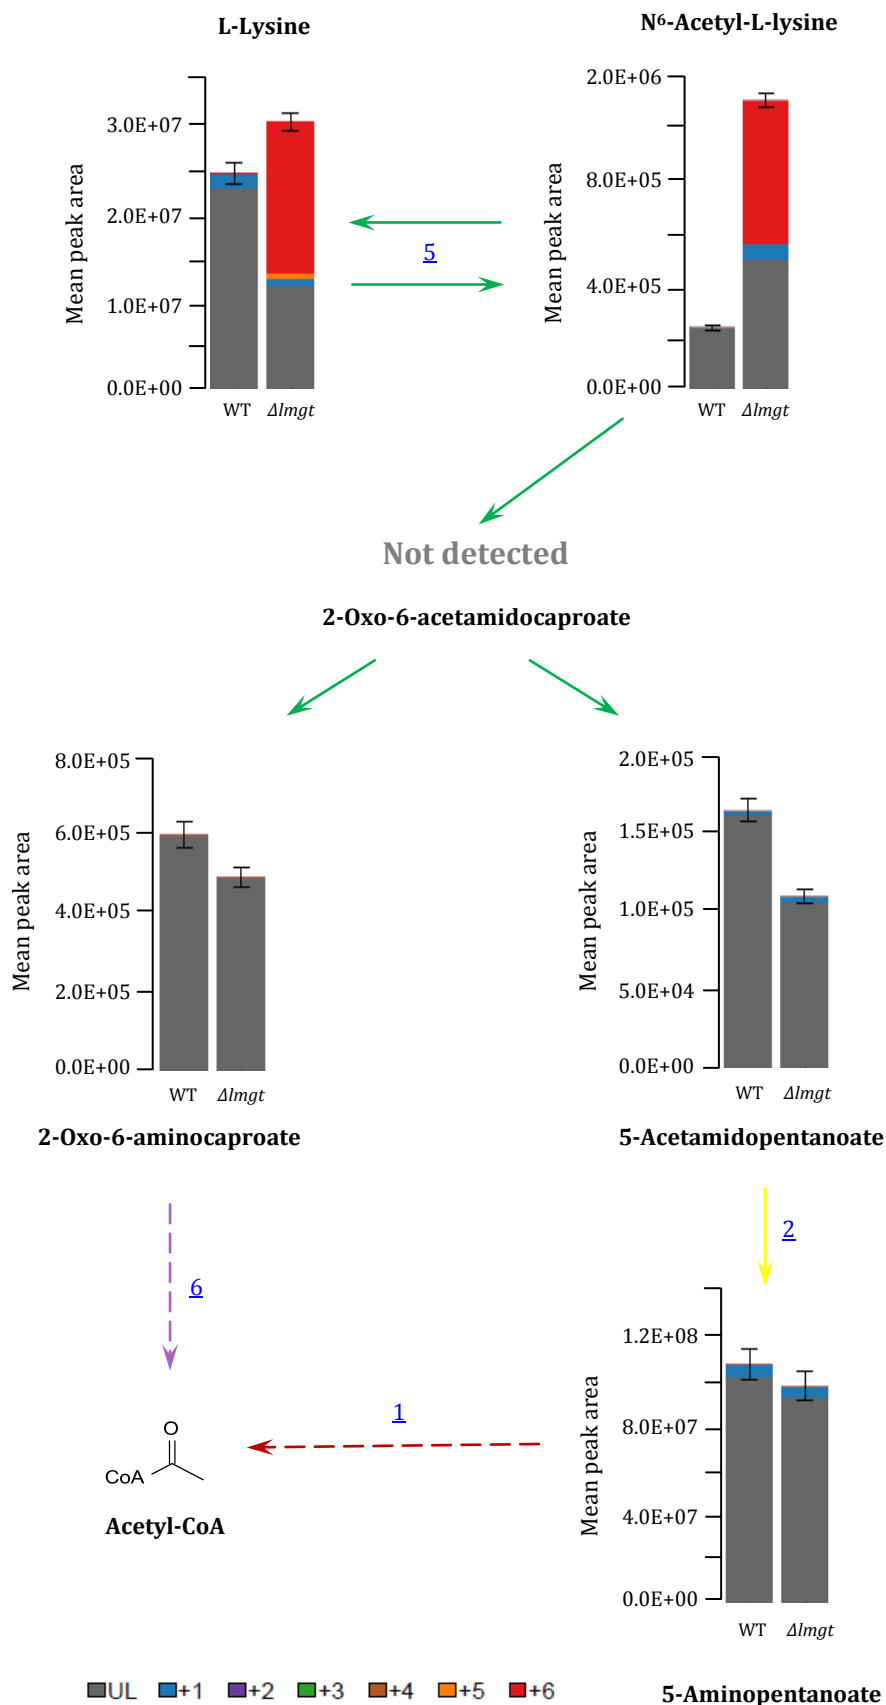 L-Lysine
N⁶-Acetyl-L-lysine
Mean peak area
3.0E+07
2.0E+07
1.0E+07
0.0E+00
WT Δlmgt
5
Mean peak area
2.0E+06
8.0E+05
4.0E+05
0.0E+00
WT Δlmgt
Not detected
2-Oxo-6-acetamidocaproate
Mean peak area
8.0E+05
6.0E+05
4.0E+05
2.0E+05
0.0E+00
WT Δlmgt
2-Oxo-6-aminocaproate
Mean peak area
2.0E+05
1.5E+05
1.0E+05
5.0E+04
0.0E+00
WT Δlmgt
5-Acetamidopentanoate
2
6
1
O
CoA
Acetyl-CoA
Mean peak area
1.2E+08
8.0E+07
4.0E+07
0.0E+00
WT Δlmgt
5-Aminopentanoate
UL +1 +2 +3 +4 +5 +6